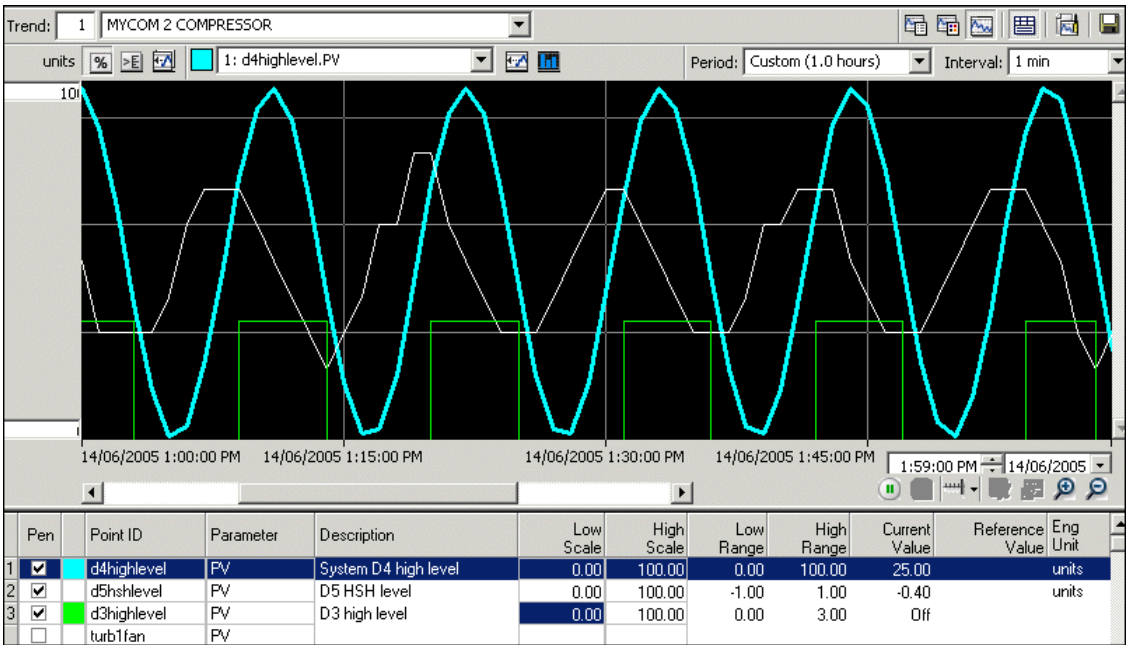 Trend: 1 MYCOM 2 COMPRESSOR
units % >E 1: d4highlevel.PV Period: Custom (1.0 hours) Interval: 1 min
14/06/2005 1:00:00 PM 14/06/2005 1:15:00 PM 14/06/2005 1:30:00 PM 14/06/2005 1:45:00 PM 1:59:00 PM 14/06/2005
Pen Point ID Parameter Description Low Scale High Scale Low Range High Range Current Value Reference Value Eng Unit
1 d4highlevel PV System D4 high level 0.00 100.00 0.00 100.00 25.00 units
2 d5hshlevel PV D5 HSH level 0.00 100.00 -1.00 1.00 -0.40 units
3 d3highlevel PV D3 high level 0.00 100.00 0.00 3.00 Off
turb1fan PV